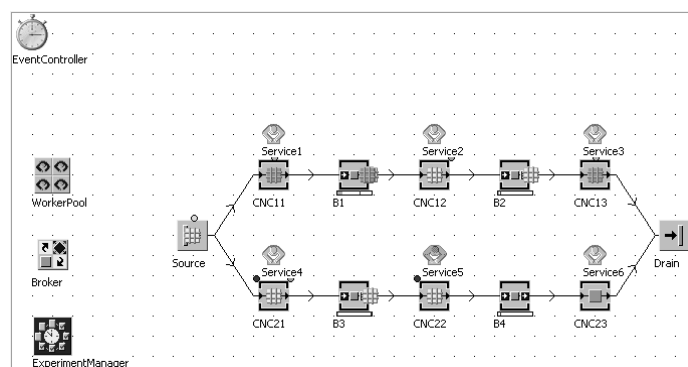 EventController
Service1 Service2 Service3
WorkerPool
CNC11 B1 CNC12 B2 CNC13
Source Drain
Service4 Service5 Service6
Broker
CNC21 B3 CNC22 B4 CNC23
ExperimentManager